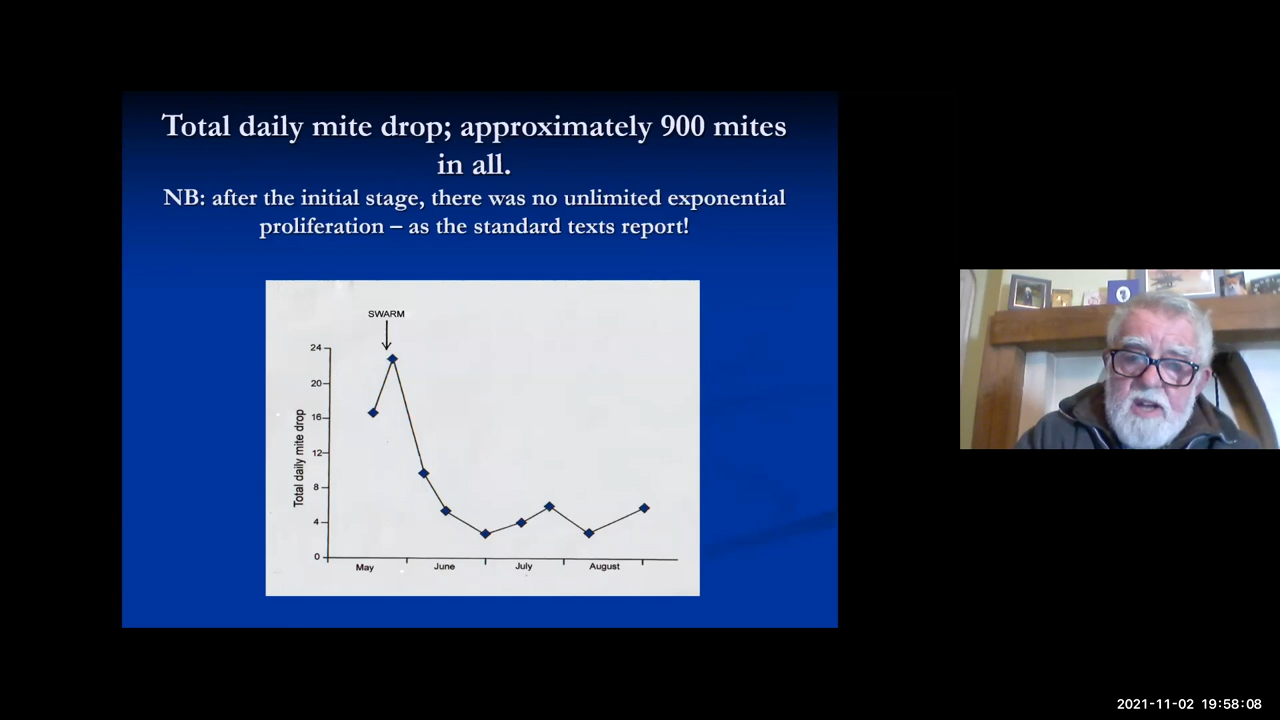 Total daily mite drop; approximately 900 mites
in all.
NB: after the initial stage, there was no unlimited exponential
proliferation – as the standard texts report!
SWARM
24
20
16
12
8
4
0
Total daily mite drop
May June July August
2021-11-02 19:58:08